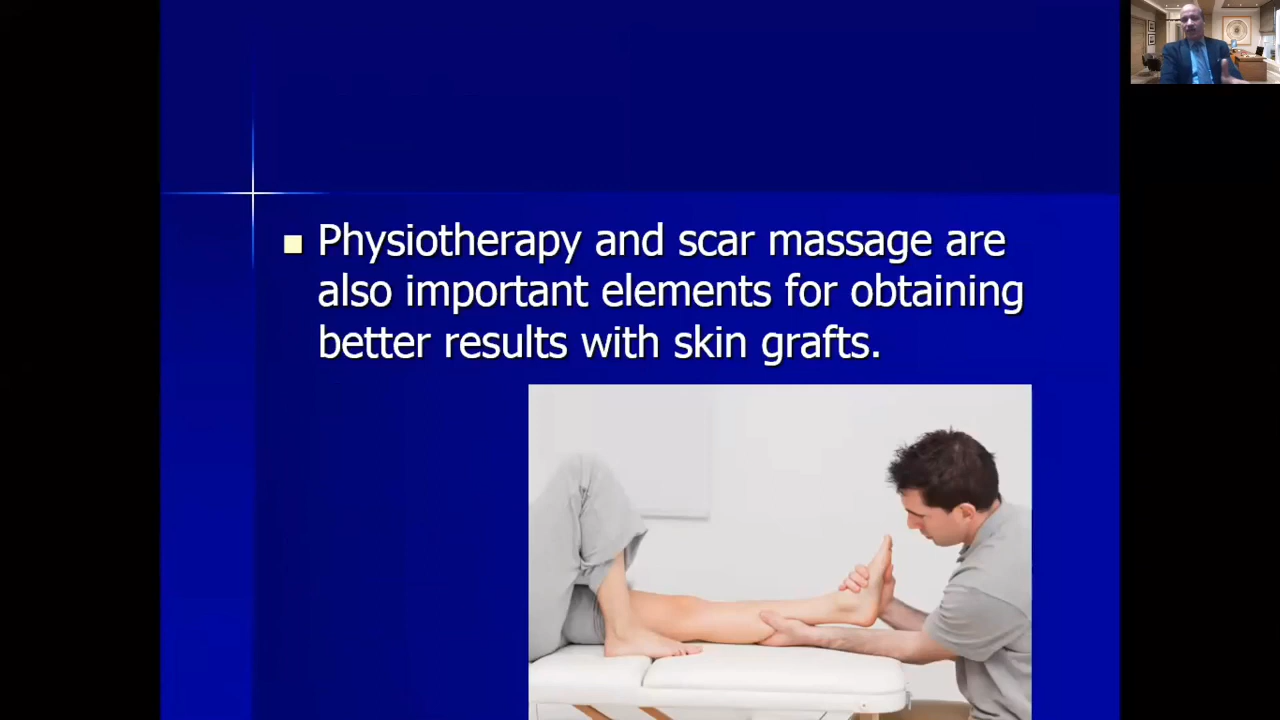 Physiotherapy and scar massage are
also important elements for obtaining
better results with skin grafts.